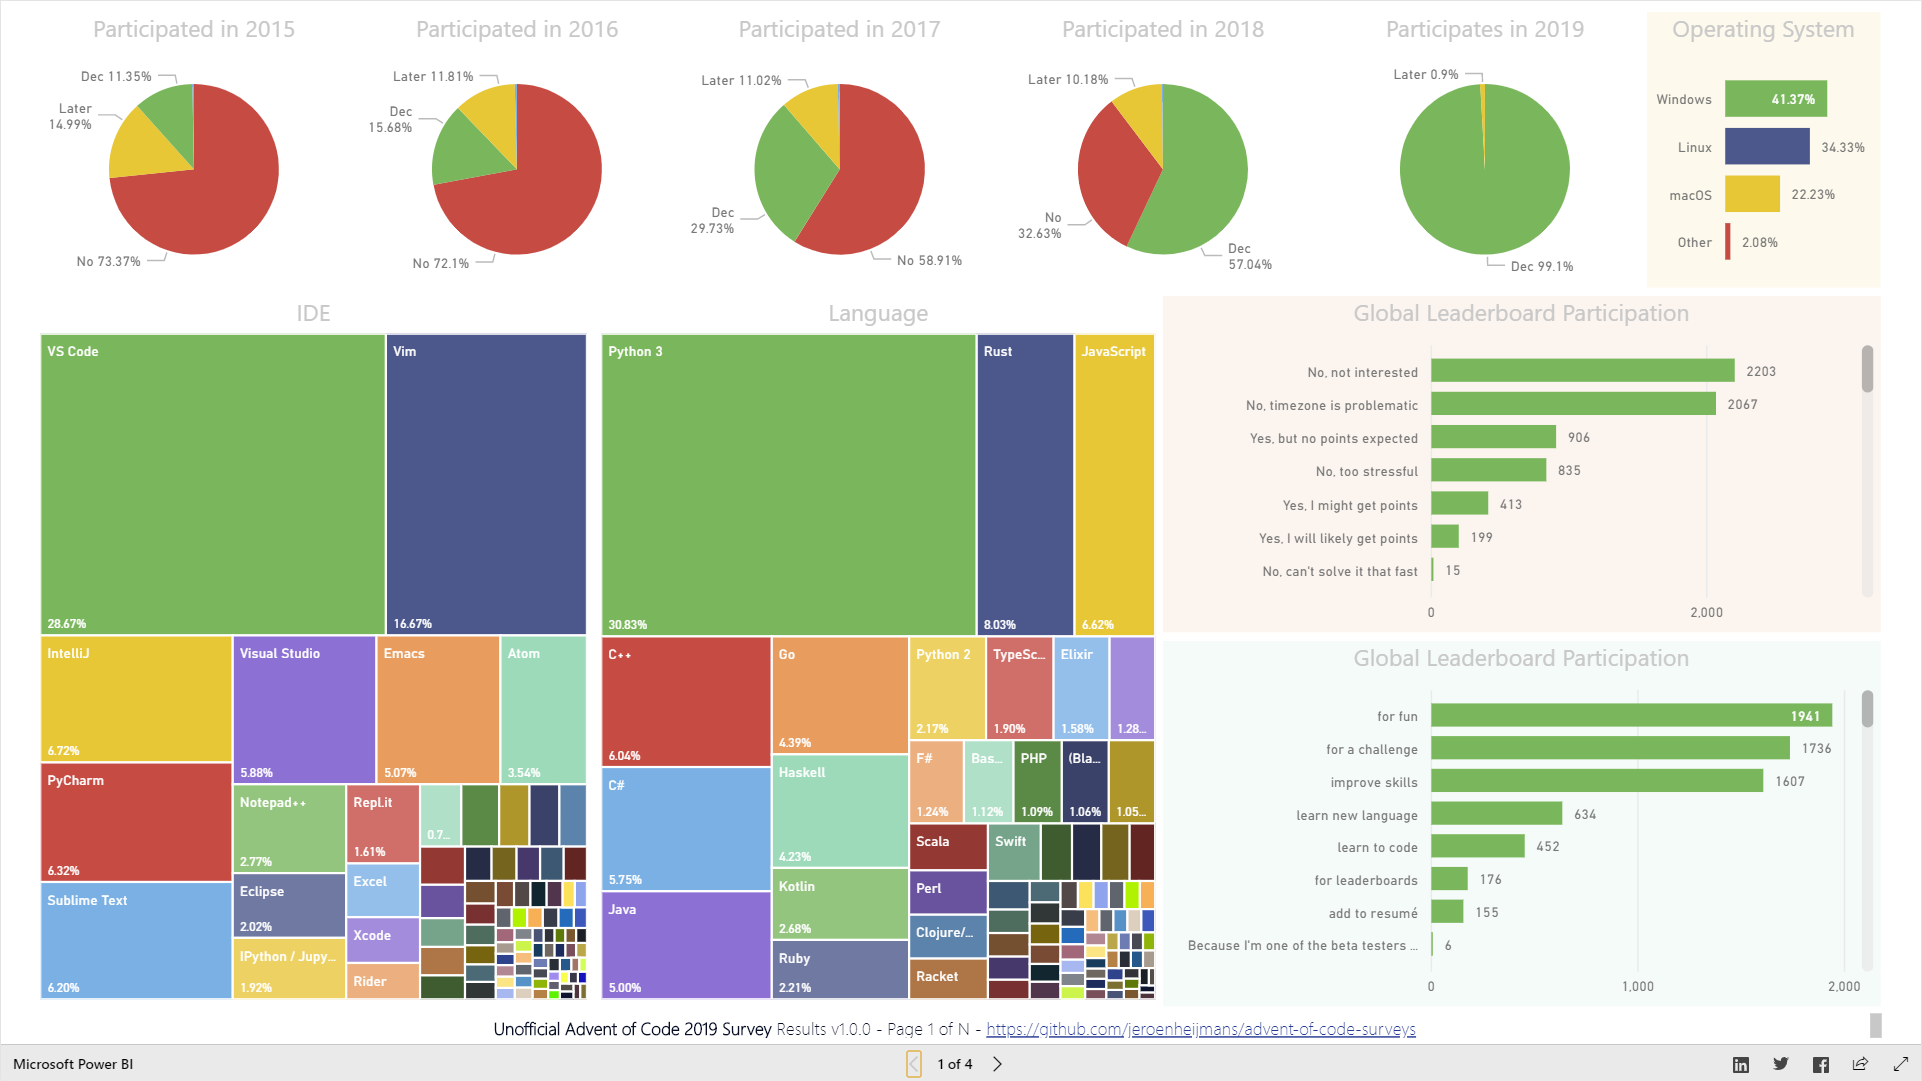 Participated in 2015
Participated in 2016
Participated in 2017
Participated in 2018
Participates in 2019
Operating System
Dec 11.35%
Later
14.99%
No 73.37%
Later 11.81%
Dec
15.68%
No 72.1%
Later 11.02%
Dec
29.73%
No 58.91%
Later 10.18%
No
32.63%
Dec
57.04%
Later 0.9%
Dec 99.1%
Windows 41.37%
Linux 34.33%
macOS 22.23%
Other 2.08%
IDE
VS Code
28.67%
Vim
16.67%
IntelliJ
6.72%
Visual Studio
5.88%
Emacs
5.07%
Atom
3.54%
PyCharm
6.32%
Sublime Text
6.20%
Notepad++
2.77%
Eclipse
2.02%
IPython / Jupy...
1.92%
Repl.it
1.61%
Excel
Xcode
Rider
0.7...
Language
Python 3
30.83%
Rust
8.03%
JavaScript
6.62%
C++
6.04%
C#
5.75%
Java
5.00%
Go
4.39%
Haskell
4.23%
Kotlin
2.68%
Ruby
2.21%
Python 2
2.17%
TypeSc...
1.90%
Elixir
1.58%
1.28...
F#
1.24%
Bas...
1.12%
PHP
1.09%
(Bla...
1.06%
1.05...
Scala
Swift
Perl
Clojure/...
Racket
Global Leaderboard Participation
No, not interested 2203
No, timezone is problematic 2067
Yes, but no points expected 906
No, too stressful 835
Yes, I might get points 413
Yes, I will likely get points 199
No, can't solve it that fast 15
0 2,000
Global Leaderboard Participation
for fun 1941
for a challenge 1736
improve skills 1607
learn new language 634
learn to code 452
for leaderboards 176
add to resumé 155
Because I'm one of the beta testers ... 6
0 1,000 2,000
Unofficial Advent of Code 2019 Survey Results v1.0.0 - Page 1 of N - https://github.com/jeroenheijmans/advent-of-code-surveys
Microsoft Power BI
1 of 4